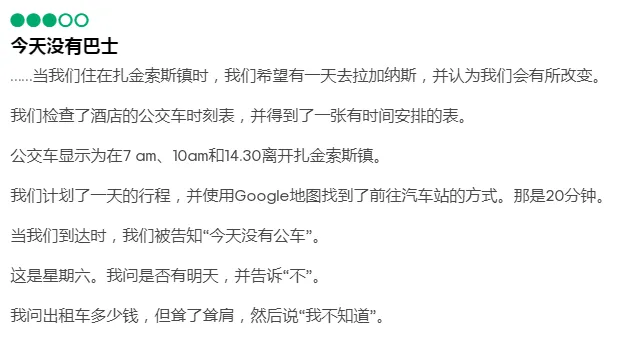 今天没有巴士
……当我们住在扎金索斯镇时，我们希望有一天去拉加纳斯，并认为我们会有所改变。
我们检查了酒店的公交车时刻表，并得到了一张有时间安排的表。
公交车显示为在7 am、10am和14.30离开扎金索斯镇。
我们计划了一天的行程，并使用Google地图找到了前往汽车站的方式。那是20分钟。
当我们到达时，我们被告知“今天没有公车”。
这是星期六。我问是否有明天，并告诉“不”。
我问出租车多少钱，但耸了耸肩，然后说“我不知道”。